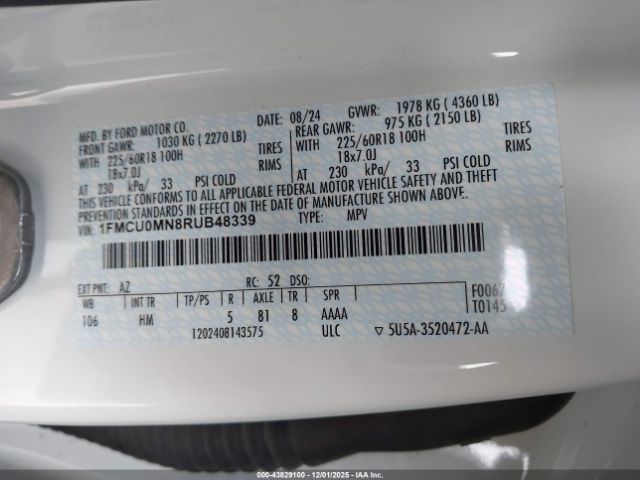 MFD. BY FORD MOTOR CO. DATE: 08/24 GVWR: 1978 KG ( 4360 LB)
FRONT GAWR: 1030 KG ( 2270 LB) REAR GAWR: 975 KG ( 2150 LB)
WITH 225/60R18 100H TIRES WITH 225/60R18 100H TIRES
18x7.0J RIMS 18x7.0J RIMS
AT 230 kPa/ 33 PSI COLD AT 230 kPa/ 33 PSI COLD
THIS VEHICLE CONFORMS TO ALL APPLICABLE FEDERAL MOTOR VEHICLE SAFETY AND THEFT
PREVENTION STANDARDS IN EFFECT ON THE DATE OF MANUFACTURE SHOWN ABOVE.
VIN: 1FMCU0MN8RUB48339 TYPE: MPV
EXT PNT: AZ RC: 52 DSO: F0067
WB INT TR TP/PS R AXLE TR SPR T0145
106 HM 5 81 8 AAAA
1202408143575 ULC 5U5A-3520472-AA
000-43829100 - 12/01/2025 - IAAI.COM